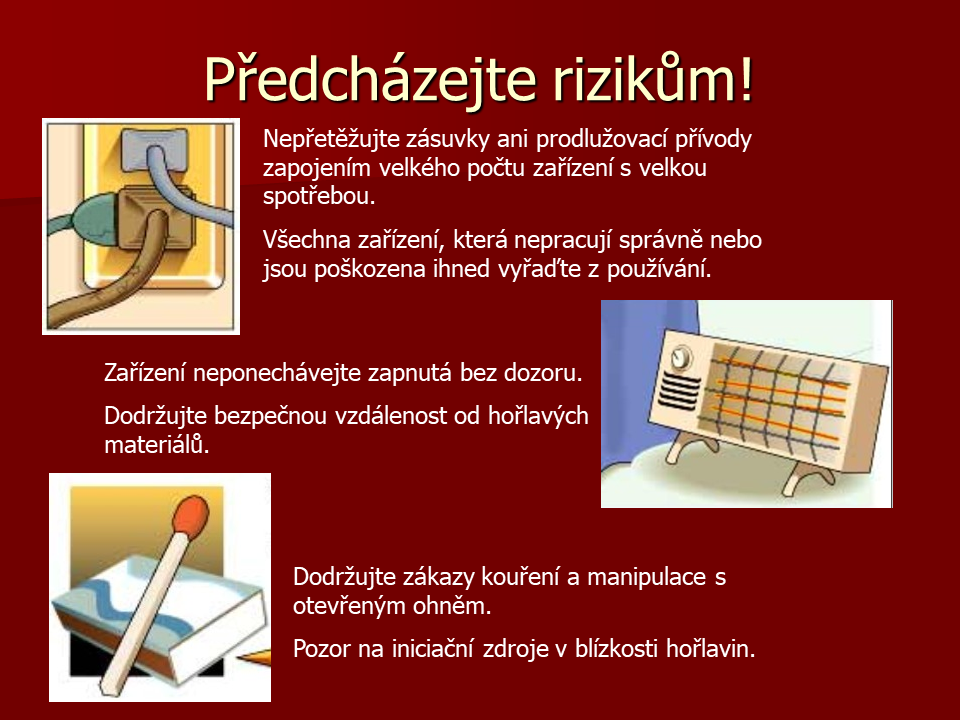 Předcházejte rizikům!
Nepřetěžujte zásuvky ani prodlužovací přívody
zapojením velkého počtu zařízení s velkou
spotřebou.
Všechna zařízení, která nepracují správně nebo
jsou poškozena ihned vyřaďte z používání.
Zařízení neponechávejte zapnutá bez dozoru.
Dodržujte bezpečnou vzdálenost od hořlavých
materiálů.
Dodržujte zákazy kouření a manipulace s
otevřeným ohněm.
Pozor na iniciační zdroje v blízkosti hořlavin.